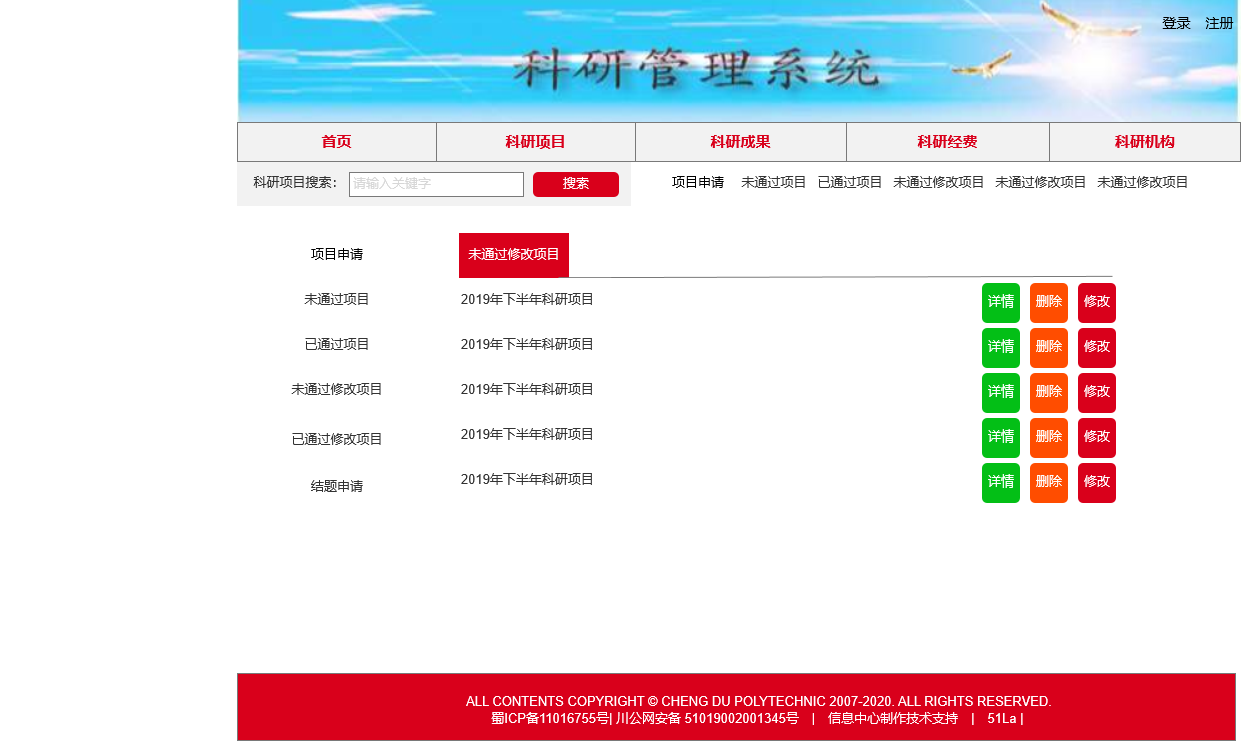 登录 注册
科研管理系统
首页 科研项目 科研成果 科研经费 科研机构
科研项目搜索： 请输入关键字 搜索 项目申请 未通过项目 已通过项目 未通过修改项目 未通过修改项目 未通过修改项目
项目申请 未通过修改项目
未通过项目 2019年下半年科研项目 详情 删除 修改
已通过项目 2019年下半年科研项目 详情 删除 修改
未通过修改项目 2019年下半年科研项目 详情 删除 修改
已通过修改项目 2019年下半年科研项目 详情 删除 修改
结题申请 2019年下半年科研项目 详情 删除 修改
ALL CONTENTS COPYRIGHT © CHENG DU POLYTECHNIC 2007-2020. ALL RIGHTS RESERVED.
蜀ICP备11016755号| 川公网安备 51019002001345号 | 信息中心制作技术支持 | 51La |